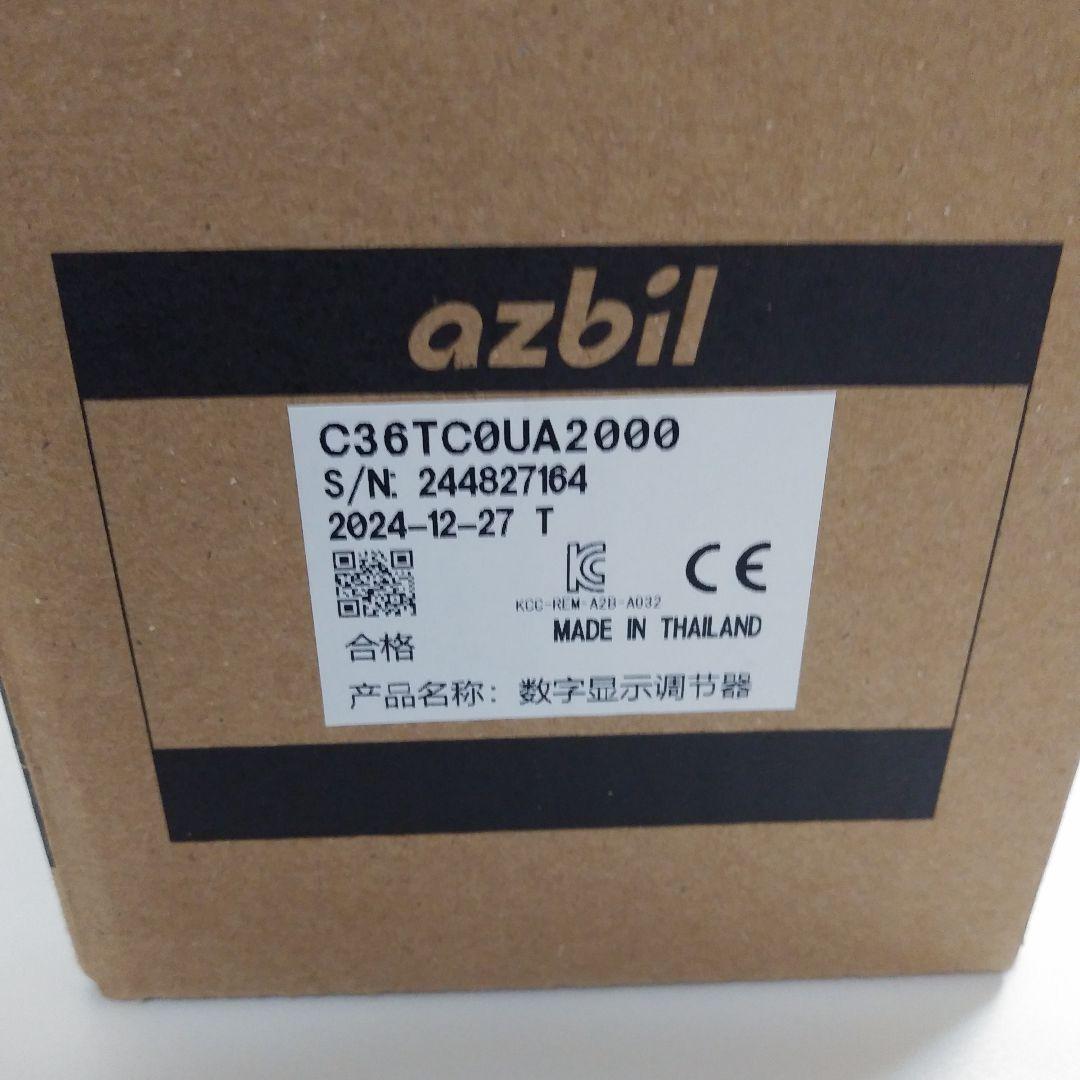 azbil
C36TC0UA2000
S/N: 244827164
2024-12-27 T
KC CE
KCC-REM-A2B-A032
MADE IN THAILAND
合格
产品名称：数字显示调节器